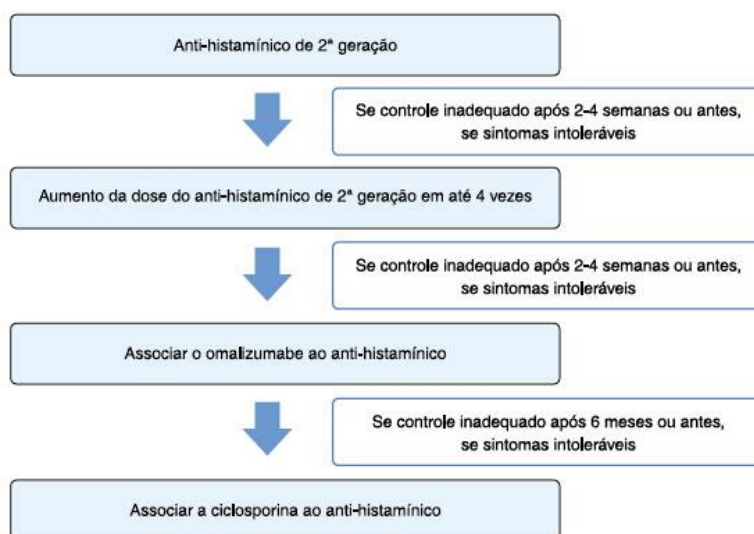 Anti-histamínico de 2ª geração
Se controle inadequado após 2-4 semanas ou antes,
se sintomas intoleráveis
Aumento da dose do anti-histamínico de 2ª geração em até 4 vezes
Se controle inadequado após 2-4 semanas ou antes,
se sintomas intoleráveis
Associar o omalizumabe ao anti-histamínico
Se controle inadequado após 6 meses ou antes,
se sintomas intoleráveis
Associar a ciclosporina ao anti-histamínico